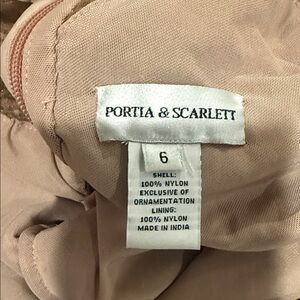 PORTIA & SCARLETT
6
SHELL:
100% NYLON
EXCLUSIVE OF
ORNAMENTATION
LINING:
100% NYLON
MADE IN INDIA